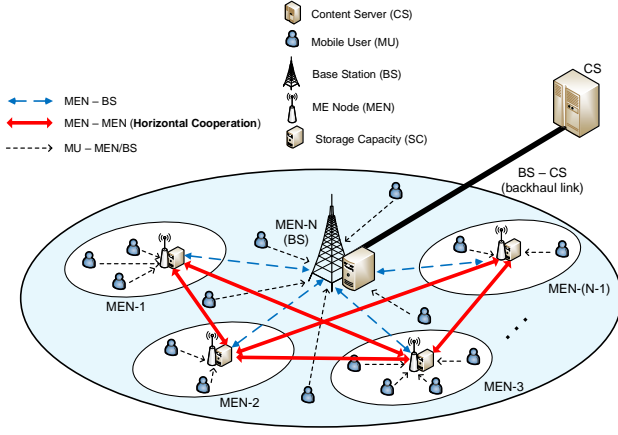 Content Server (CS)
Mobile User (MU)
Base Station (BS)
ME Node (MEN)
Storage Capacity (SC)
MEN – BS
MEN – MEN (Horizontal Cooperation)
MU – MEN/BS
CS
BS – CS
(backhaul link)
MEN-N
(BS)
MEN-1
MEN-(N-1)
MEN-2
MEN-3
. . .